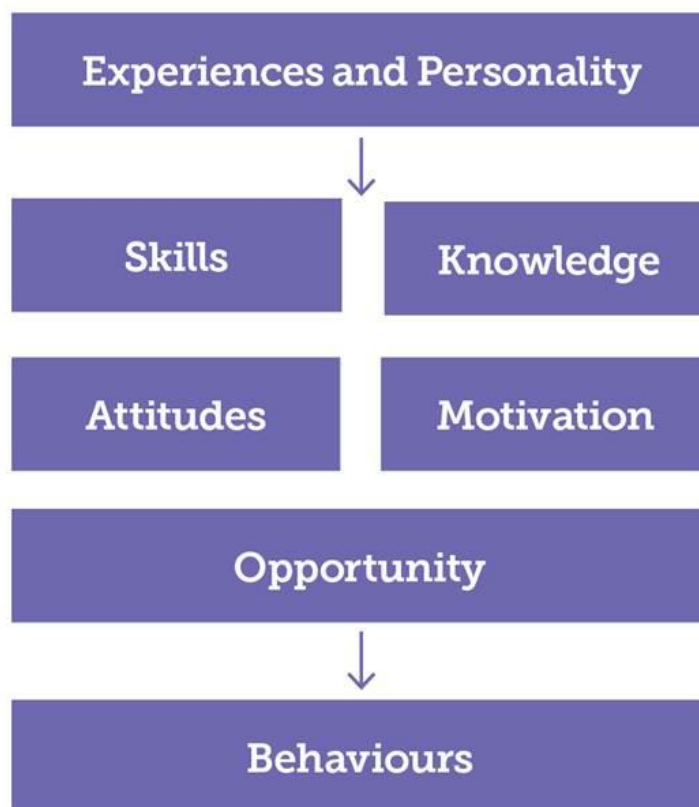 Experiences and Personality
Skills
Knowledge
Attitudes
Motivation
Opportunity
Behaviours